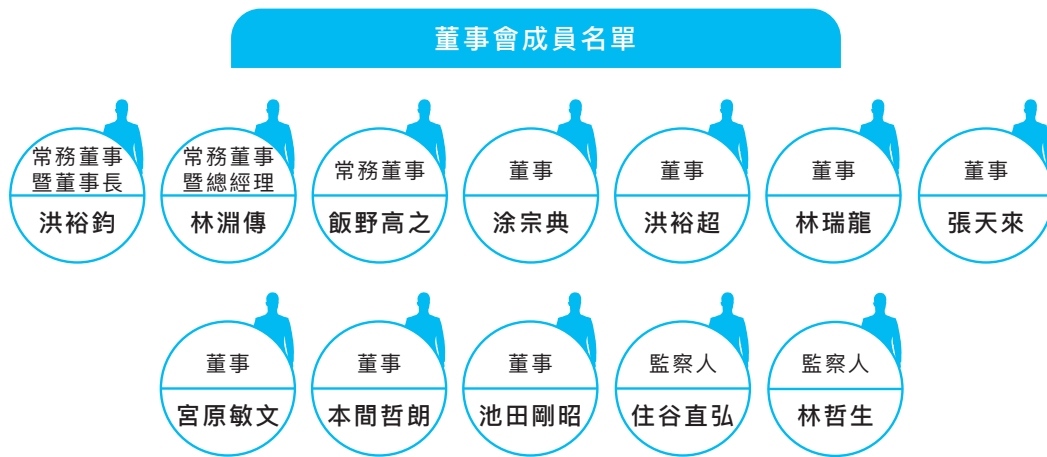 董事會成員名單
常務董事
暨董事長
洪裕鈞
常務董事
暨總經理
林淵傳
常務董事
飯野高之
董事
涂宗典
董事
洪裕超
董事
林瑞龍
董事
張天來
董事
宮原敏文
董事
本間哲朗
董事
池田剛昭
監察人
住谷直弘
監察人
林哲生